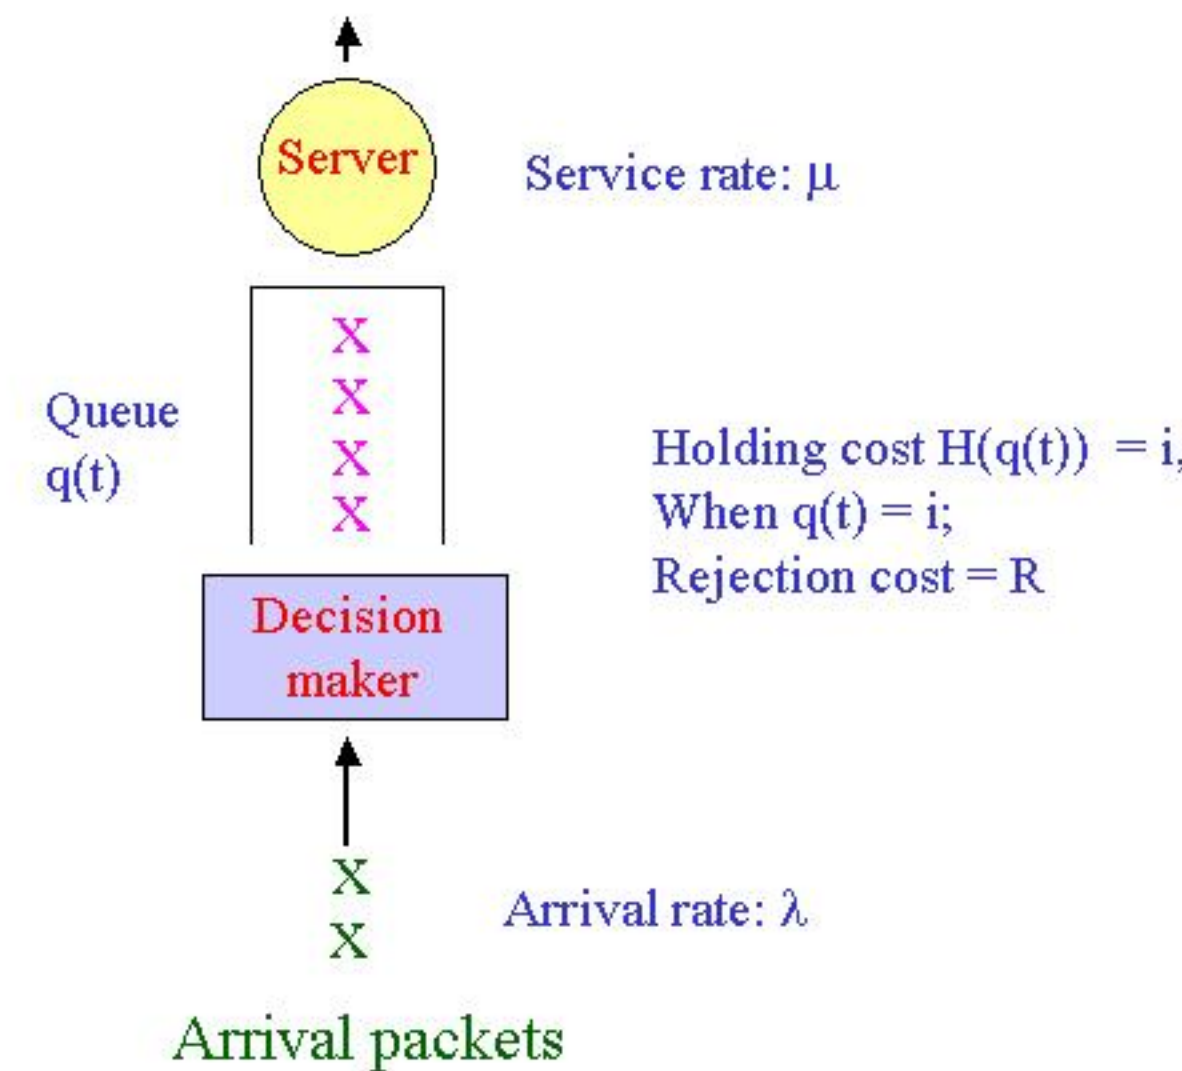 Server
Service rate: μ
X
X
X
X
Queue
q(t)
Holding cost H(q(t)) = i,
When q(t) = i;
Rejection cost = R
Decision
maker
X
X
Arrival rate: λ
Arrival packets